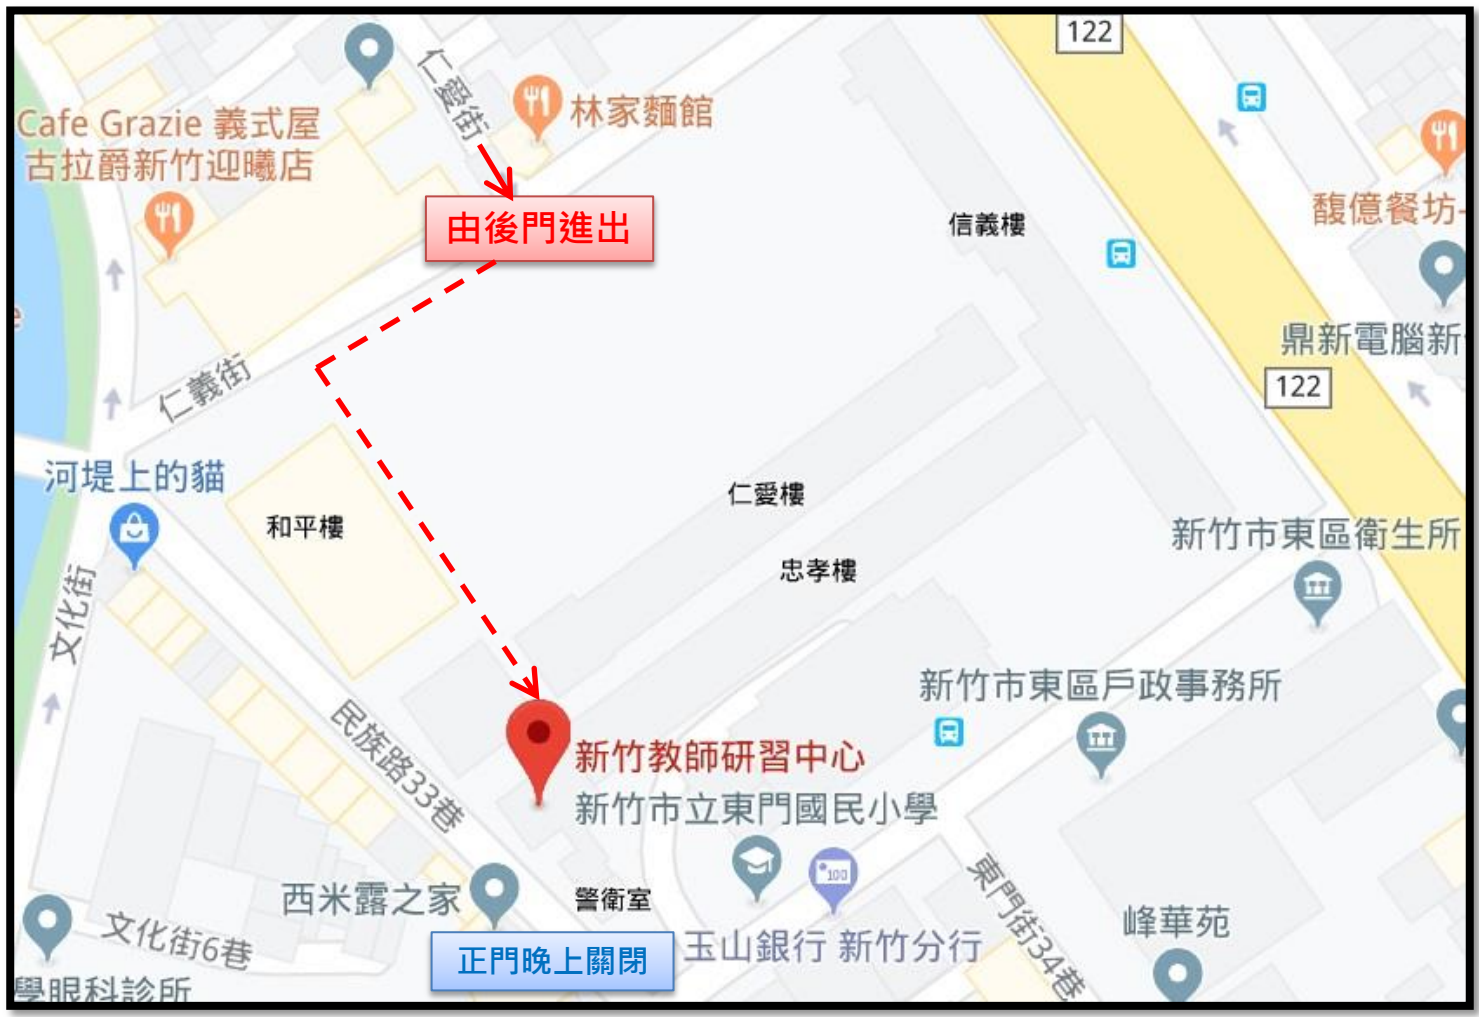 122
仁愛街
林家麵館
Cafe Grazie 義式屋
古拉爵新竹迎曦店
由後門進出
信義樓
馥億餐坊
鼎新電腦新
122
仁義街
河堤上的貓
仁愛樓
和平樓
新竹市東區衛生所
忠孝樓
文化街
新竹市東區戶政事務所
民族路33巷
新竹教師研習中心
新竹市立東門國民小學
100
東門街34巷
西米露之家
警衛室
峰華苑
文化街6巷
玉山銀行 新竹分行
正門晚上關閉
學眼科診所